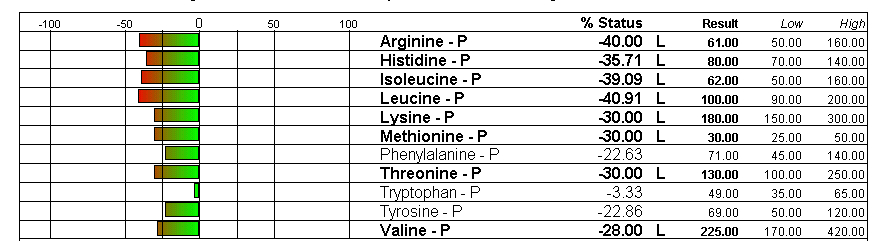 -100 -50 0 50 100 % Status Result Low High
Arginine - P -40.00 L 61.00 50.00 160.00
Histidine - P -35.71 L 80.00 70.00 140.00
Isoleucine - P -39.09 L 62.00 50.00 160.00
Leucine - P -40.91 L 100.00 90.00 200.00
Lysine - P -30.00 L 180.00 150.00 300.00
Methionine - P -30.00 L 30.00 25.00 50.00
Phenylalanine - P -22.63 71.00 45.00 140.00
Threonine - P -30.00 L 130.00 100.00 250.00
Tryptophan - P -3.33 49.00 35.00 65.00
Tyrosine - P -22.86 69.00 50.00 120.00
Valine - P -28.00 L 225.00 170.00 420.00